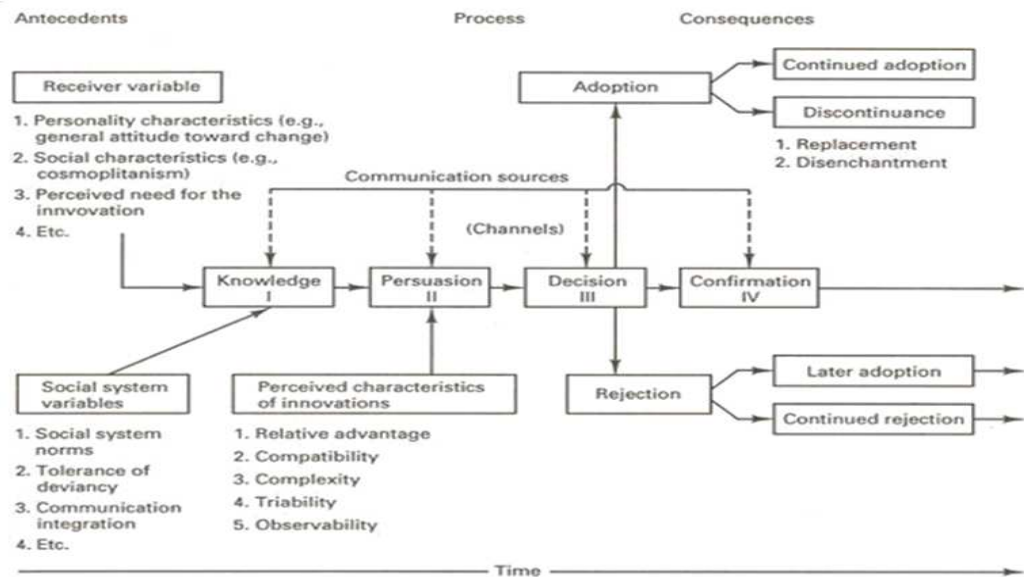 Antecedents
Process
Consequences
Receiver variable
1. Personality characteristics (e.g.,
general attitude toward change)
2. Social characteristics (e.g.,
cosmoplitanism)
3. Perceived need for the
innvovation
4. Etc.
Adoption
Continued adoption
Discontinuance
1. Replacement
2. Disenchantment
Communication sources
(Channels)
Knowledge
I
Persuasion
II
Decision
III
Confirmation
IV
Social system
variables
1. Social system
norms
2. Tolerance of
deviancy
3. Communication
integration
4. Etc.
Perceived characteristics
of innovations
1. Relative advantage
2. Compatibility
3. Complexity
4. Triability
5. Observability
Rejection
Later adoption
Continued rejection
Time